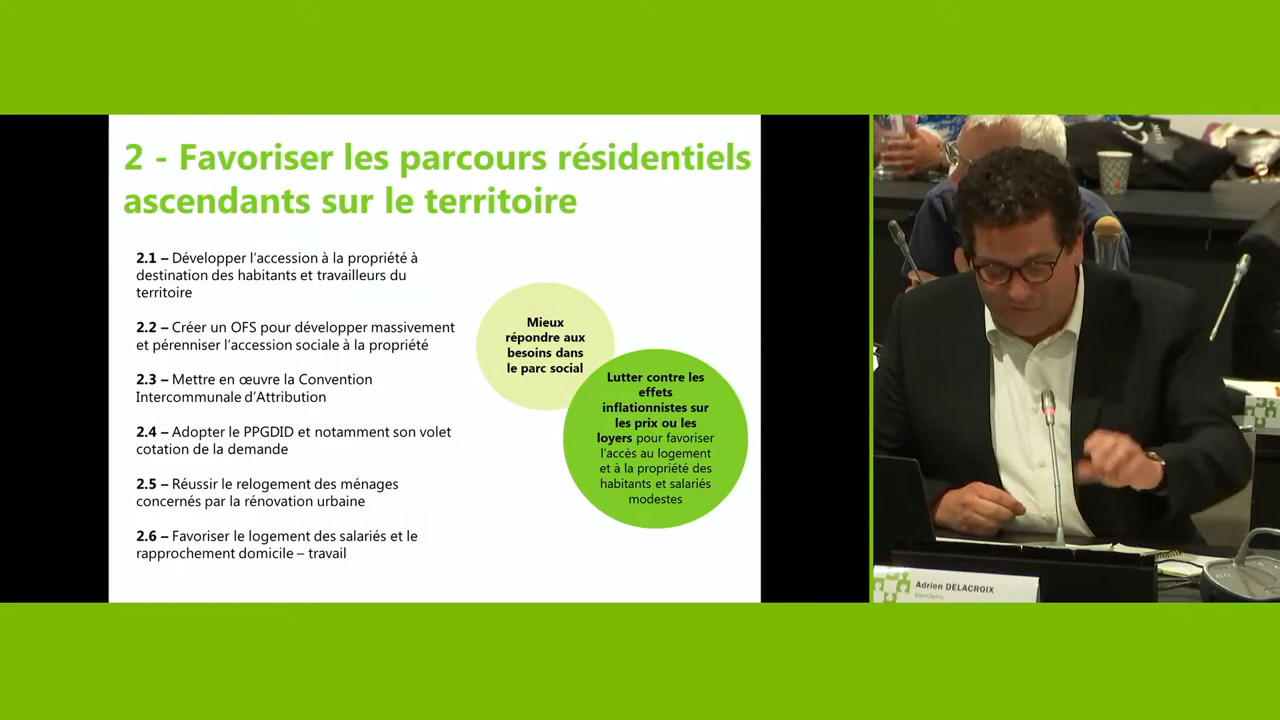 2 - Favoriser les parcours résidentiels
ascendants sur le territoire
2.1 – Développer l'accession à la propriété à
destination des habitants et travailleurs du
territoire
2.2 – Créer un OFS pour développer massivement
et pérenniser l'accession sociale à la propriété
2.3 – Mettre en œuvre la Convention
Intercommunale d'Attribution
2.4 – Adopter le PPGDID et notamment son volet
cotation de la demande
2.5 – Réussir le relogement des ménages
concernés par la rénovation urbaine
2.6 – Favoriser le logement des salariés et le
rapprochement domicile – travail
Mieux
répondre aux
besoins dans
le parc social
Lutter contre les
effets
inflationnistes sur
les prix ou les
loyers pour favoriser
l'accès au logement
et à la propriété des
habitants et salariés
modestes
Adrien DELACROIX
Saint-Denis